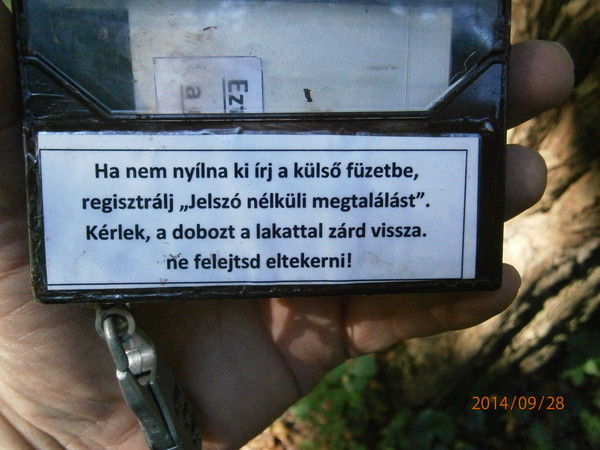 Ezt
a
Ha nem nyílna ki írj a külső füzetbe,
regisztrálj „Jelszó nélküli megtalálást”.
Kérlek, a dobozt a lakattal zárd vissza.
ne felejtsd eltekerni!
2014/09/28